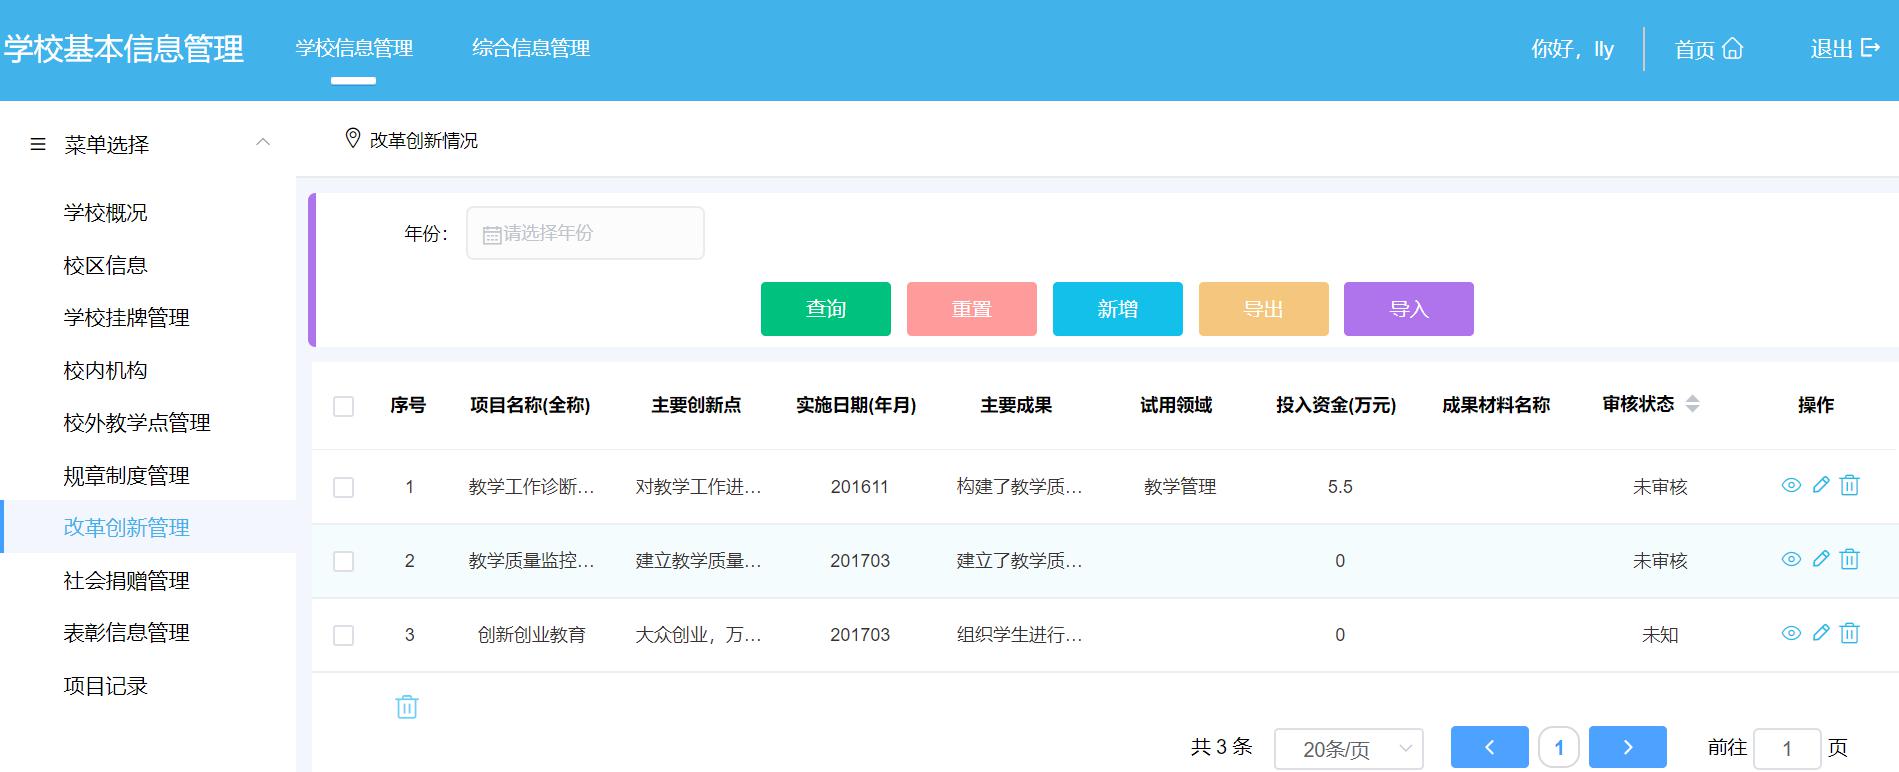 学校基本信息管理 学校信息管理 综合信息管理 你好，lly 首页 退出
菜单选择
学校概况
校区信息
学校挂牌管理
校内机构
校外教学点管理
规章制度管理
改革创新管理
社会捐赠管理
表彰信息管理
项目记录
改革创新情况
年份： 请选择年份
查询 重置 新增 导出 导入
序号 项目名称(全称) 主要创新点 实施日期(年月) 主要成果 试用领域 投入资金(万元) 成果材料名称 审核状态 操作
1 教学工作诊断... 对教学工作进... 201611 构建了教学质... 教学管理 5.5 未审核
2 教学质量监控... 建立教学质量... 201703 建立了教学质... 0 未审核
3 创新创业教育 大众创业，万... 201703 组织学生进行... 0 未知
共 3 条 20条/页 1 前往 1 页